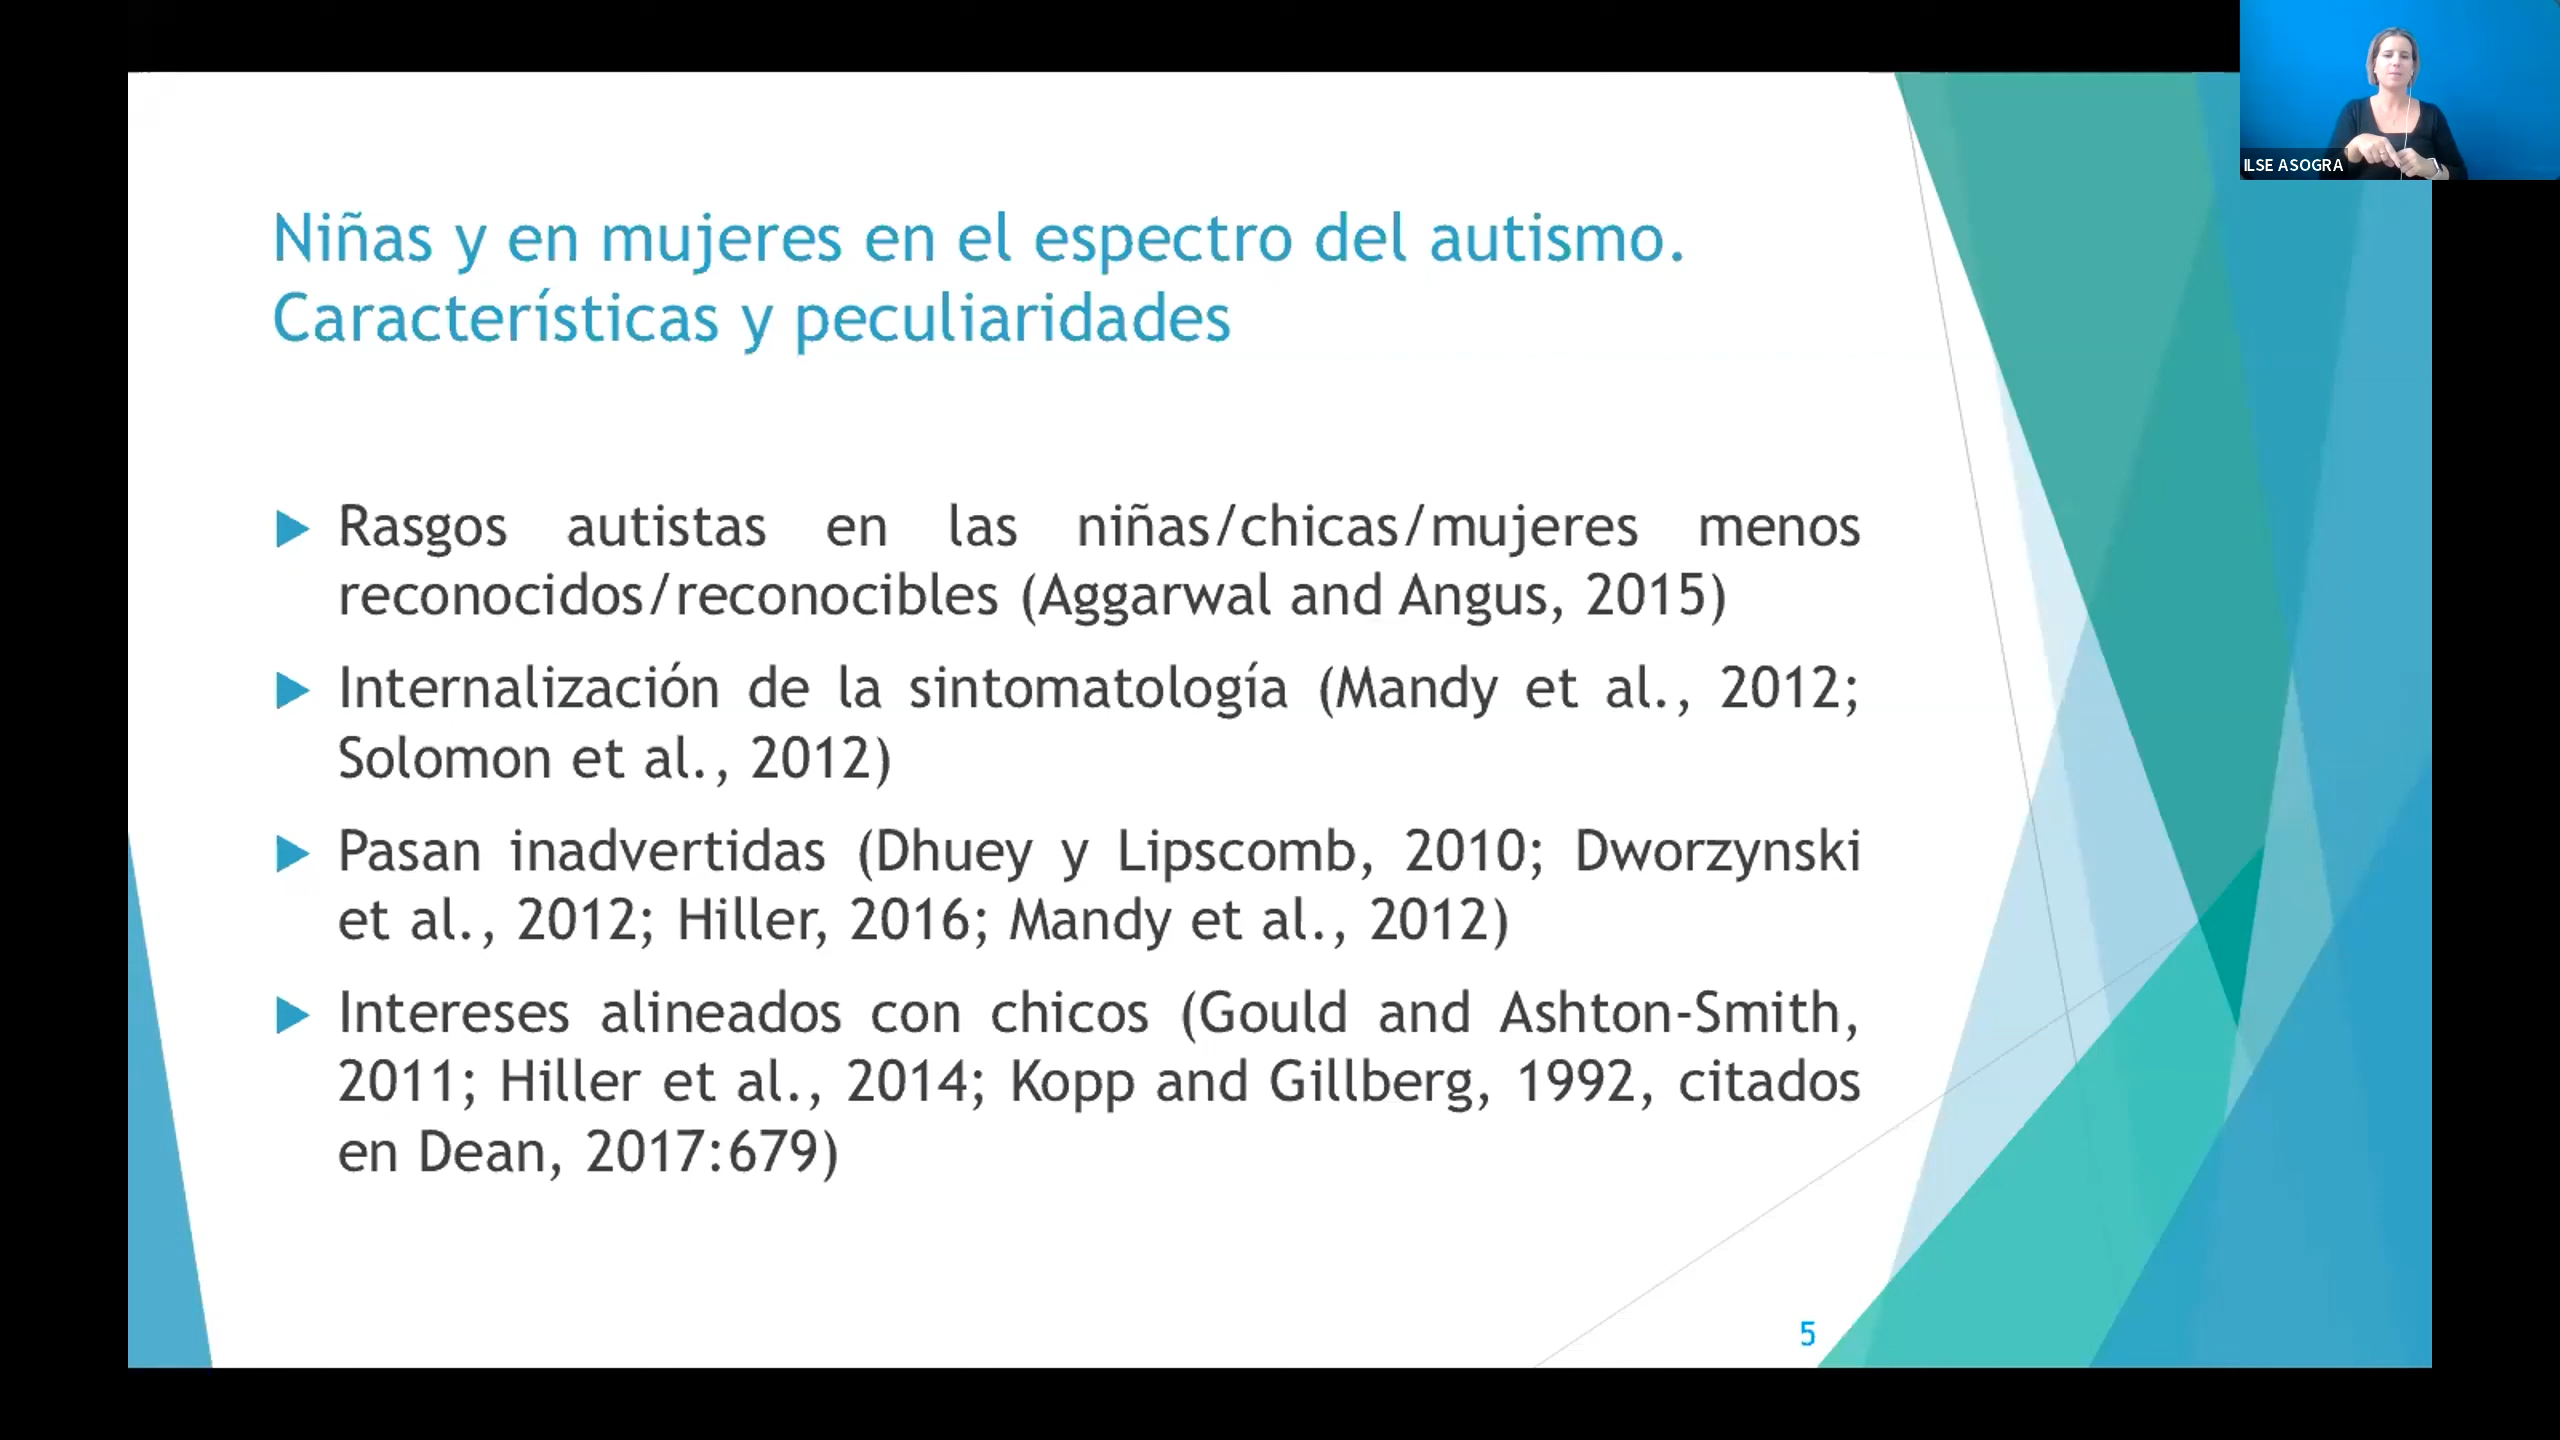 ILSE ASOGRA
Niñas y en mujeres en el espectro del autismo.
Características y peculiaridades
Rasgos autistas en las niñas/chicas/mujeres menos
reconocidos/reconocibles (Aggarwal and Angus, 2015)
Internalización de la sintomatología (Mandy et al., 2012;
Solomon et al., 2012)
Pasan inadvertidas (Dhuey y Lipscomb, 2010; Dworzynski
et al., 2012; Hiller, 2016; Mandy et al., 2012)
Intereses alineados con chicos (Gould and Ashton-Smith,
2011; Hiller et al., 2014; Kopp and Gillberg, 1992, citados
en Dean, 2017:679)
5